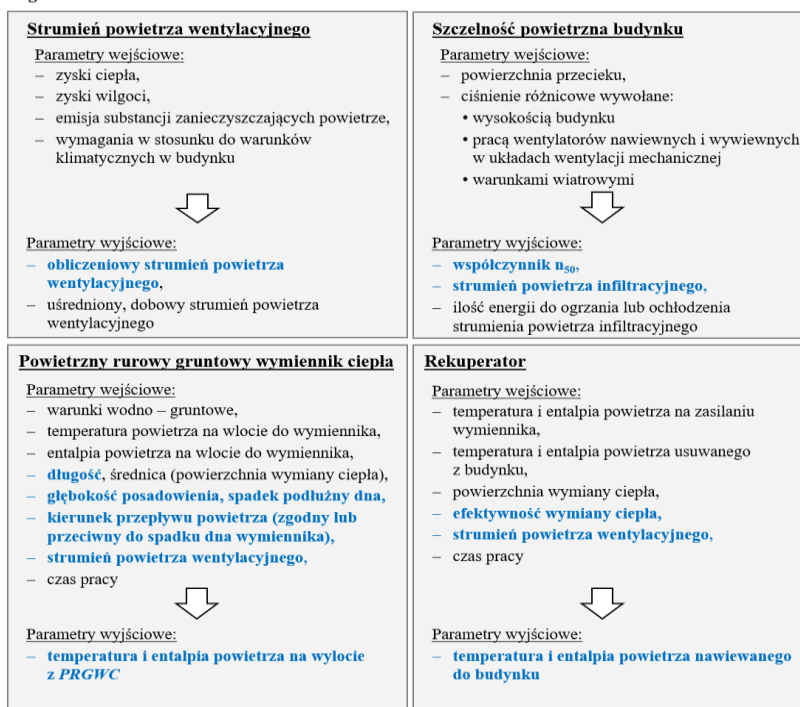 Strumień powietrza wentylacyjnego
Parametry wejściowe:
– zyski ciepła,
– zyski wilgoci,
– emisja substancji zanieczyszczających powietrze,
– wymagania w stosunku do warunków
klimatycznych w budynku
Parametry wyjściowe:
– obliczeniowy strumień powietrza
wentylacyjnego,
– uśredniony, dobowy strumień powietrza
wentylacyjnego
Szczelność powietrzna budynku
Parametry wejściowe:
– powierzchnia przecieku,
– ciśnienie różnicowe wywołane:
• wysokością budynku
• pracą wentylatorów nawiewnych i wywiewnych
w układach wentylacji mechanicznej
• warunkami wiatrowymi
Parametry wyjściowe:
– współczynnik n₅₀,
– strumień powietrza infiltracyjnego,
– ilość energii do ogrzania lub ochłodzenia
strumienia powietrza infiltracyjnego
Powietrzny rurowy gruntowy wymiennik ciepła
Parametry wejściowe:
– warunki wodno – gruntowe,
– temperatura powietrza na wlocie do wymiennika,
– entalpia powietrza na wlocie do wymiennika,
– długość, średnica (powierzchnia wymiany ciepła),
– głębokość posadowienia, spadek podłużny dna,
– kierunek przepływu powietrza (zgodny lub
przeciwny do spadku dna wymiennika),
– strumień powietrza wentylacyjnego,
– czas pracy
Parametry wyjściowe:
– temperatura i entalpia powietrza na wylocie
z PRGWC
Rekuperator
Parametry wejściowe:
– temperatura i entalpia powietrza na zasilaniu
wymiennika,
– temperatura i entalpia powietrza usuwanego
z budynku,
– powierzchnia wymiany ciepła,
– efektywność wymiany ciepła,
– strumień powietrza wentylacyjnego,
– czas pracy
Parametry wyjściowe:
– temperatura i entalpia powietrza nawiewanego
do budynku